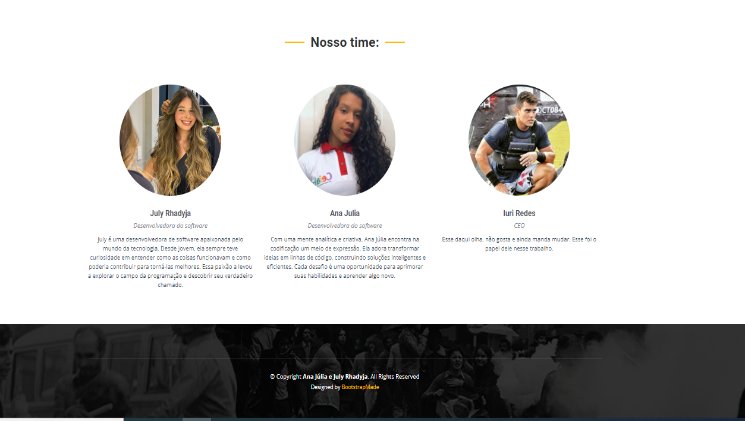 Nosso time:
July Rhadyja
Desenvolvedora de software
July é uma desenvolvedora de software apaixonada pelo
mundo da tecnologia. Desde jovem, ela sempre teve
curiosidade em entender como as coisas funcionavam e como
poderia contribuir para torná-las melhores. Essa paixão a levou
a explorar o campo da programação e descobrir seu verdadeiro
chamado.
Ana Julia
Desenvolvedora de software
Com uma mente analítica e criativa, Ana Júlia encontra na
codificação um meio de expressão. Ela adora transformar
ideias em linhas de código, construindo soluções inteligentes e
eficientes. Cada desafio é uma oportunidade para aprimorar
suas habilidades e aprender algo novo.
Iuri Redes
CEO
Esse daqui olha, não gosta e ainda manda mudar. Esse foi o
papel dele nesse trabalho.
© Copyright Ana Júlia e July Rhadyja. All Rights Reserved
Designed by BootstrapMade